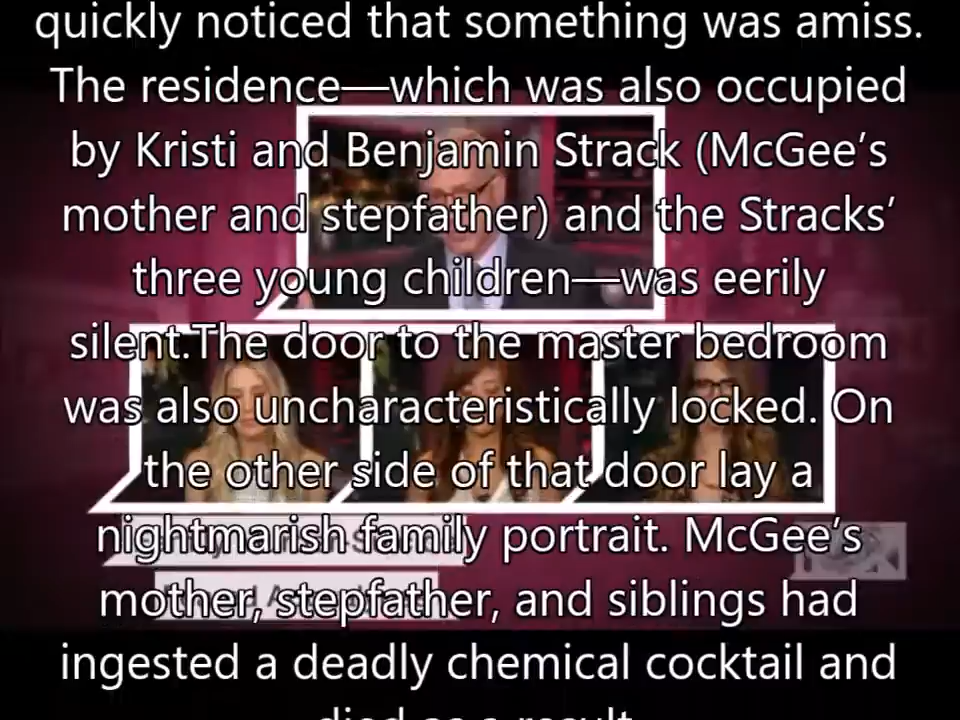 quickly noticed that something was amiss.
The residence—which was also occupied
by Kristi and Benjamin Strack (McGee’s
mother and stepfather) and the Stracks’
three young children—was eerily
silent.The door to the master bedroom
was also uncharacteristically locked. On
the other side of that door lay a
nightmarish family portrait. McGee’s
mother, stepfather, and siblings had
ingested a deadly chemical cocktail and
died as a result